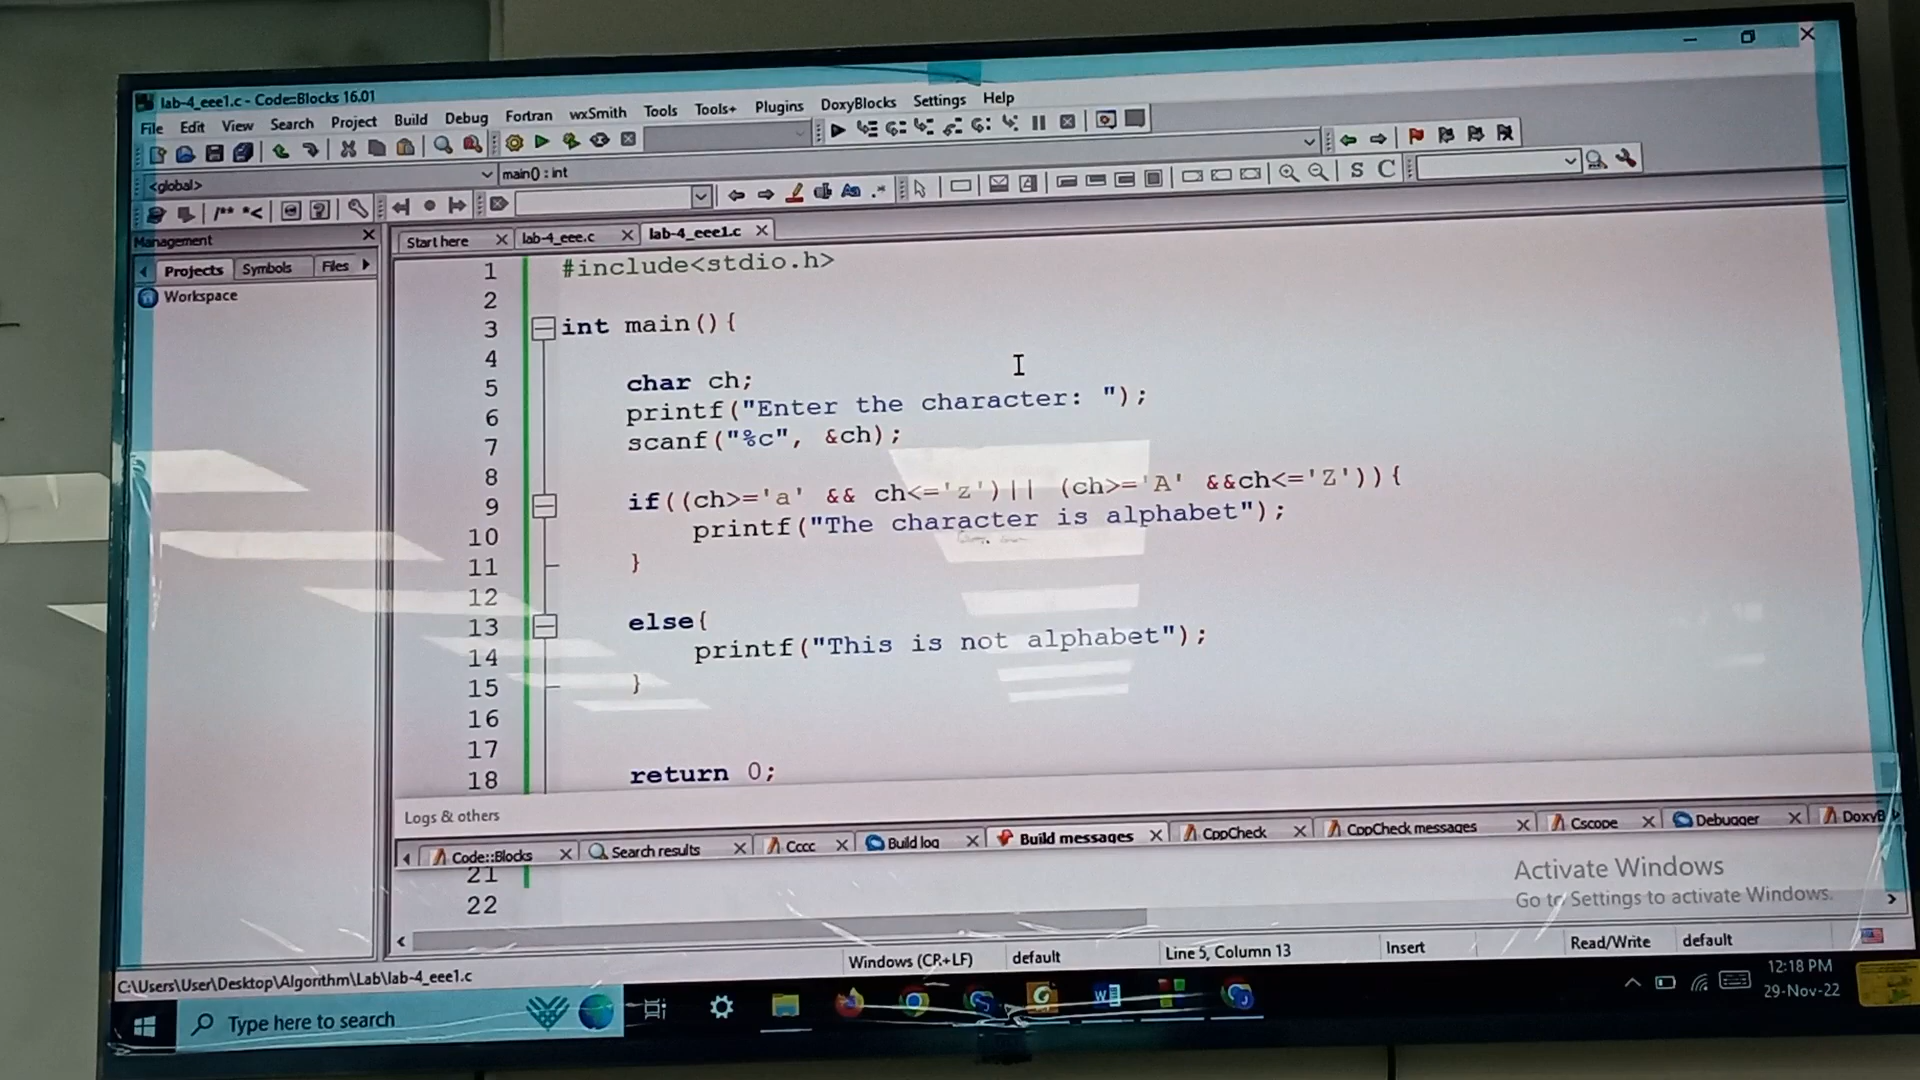 lab-4_eee1.c - Code::Blocks 16.01
File Edit View Search Project Build Debug Fortran wxSmith Tools Tools+ Plugins DoxyBlocks Settings Help
<global>
main() : int
/** *<
S C
Management
Projects Symbols Files
Workspace
Start here lab-4_eee.c lab-4_eee1.c
1 #include<stdio.h>
2
3 int main(){
4
5 char ch;
6 printf("Enter the character: ");
7 scanf("%c", &ch);
8
9 if((ch>='a' && ch<='z')|| (ch>='A' &&ch<='Z')){
10 printf("The character is alphabet");
11 }
12
13 else{
14 printf("This is not alphabet");
15 }
16
17
18 return 0;
Logs & others
Code::Blocks Search results Cccc Build log Build messages CppCheck CppCheck messages Cscope Debugger DoxyB
21
22
Activate Windows
Go to Settings to activate Windows.
C:\Users\User\Desktop\Algorithm\Lab\lab-4_eee1.c
Windows (CR+LF) default Line 5, Column 13 Insert Read/Write default
Type here to search
12:18 PM
29-Nov-22